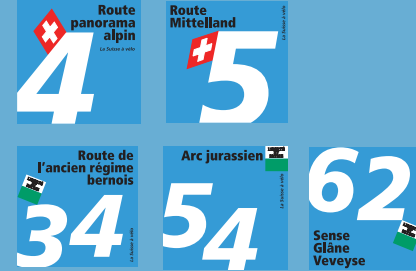 Route
panorama
alpin
La Suisse à vélo
4
Route
Mittelland
La Suisse à vélo
5
Route de
l'ancien régime
bernois
La Suisse à vélo
34
Arc jurassien
La Suisse à vélo
54
62
Sense
Glâne
Veveyse